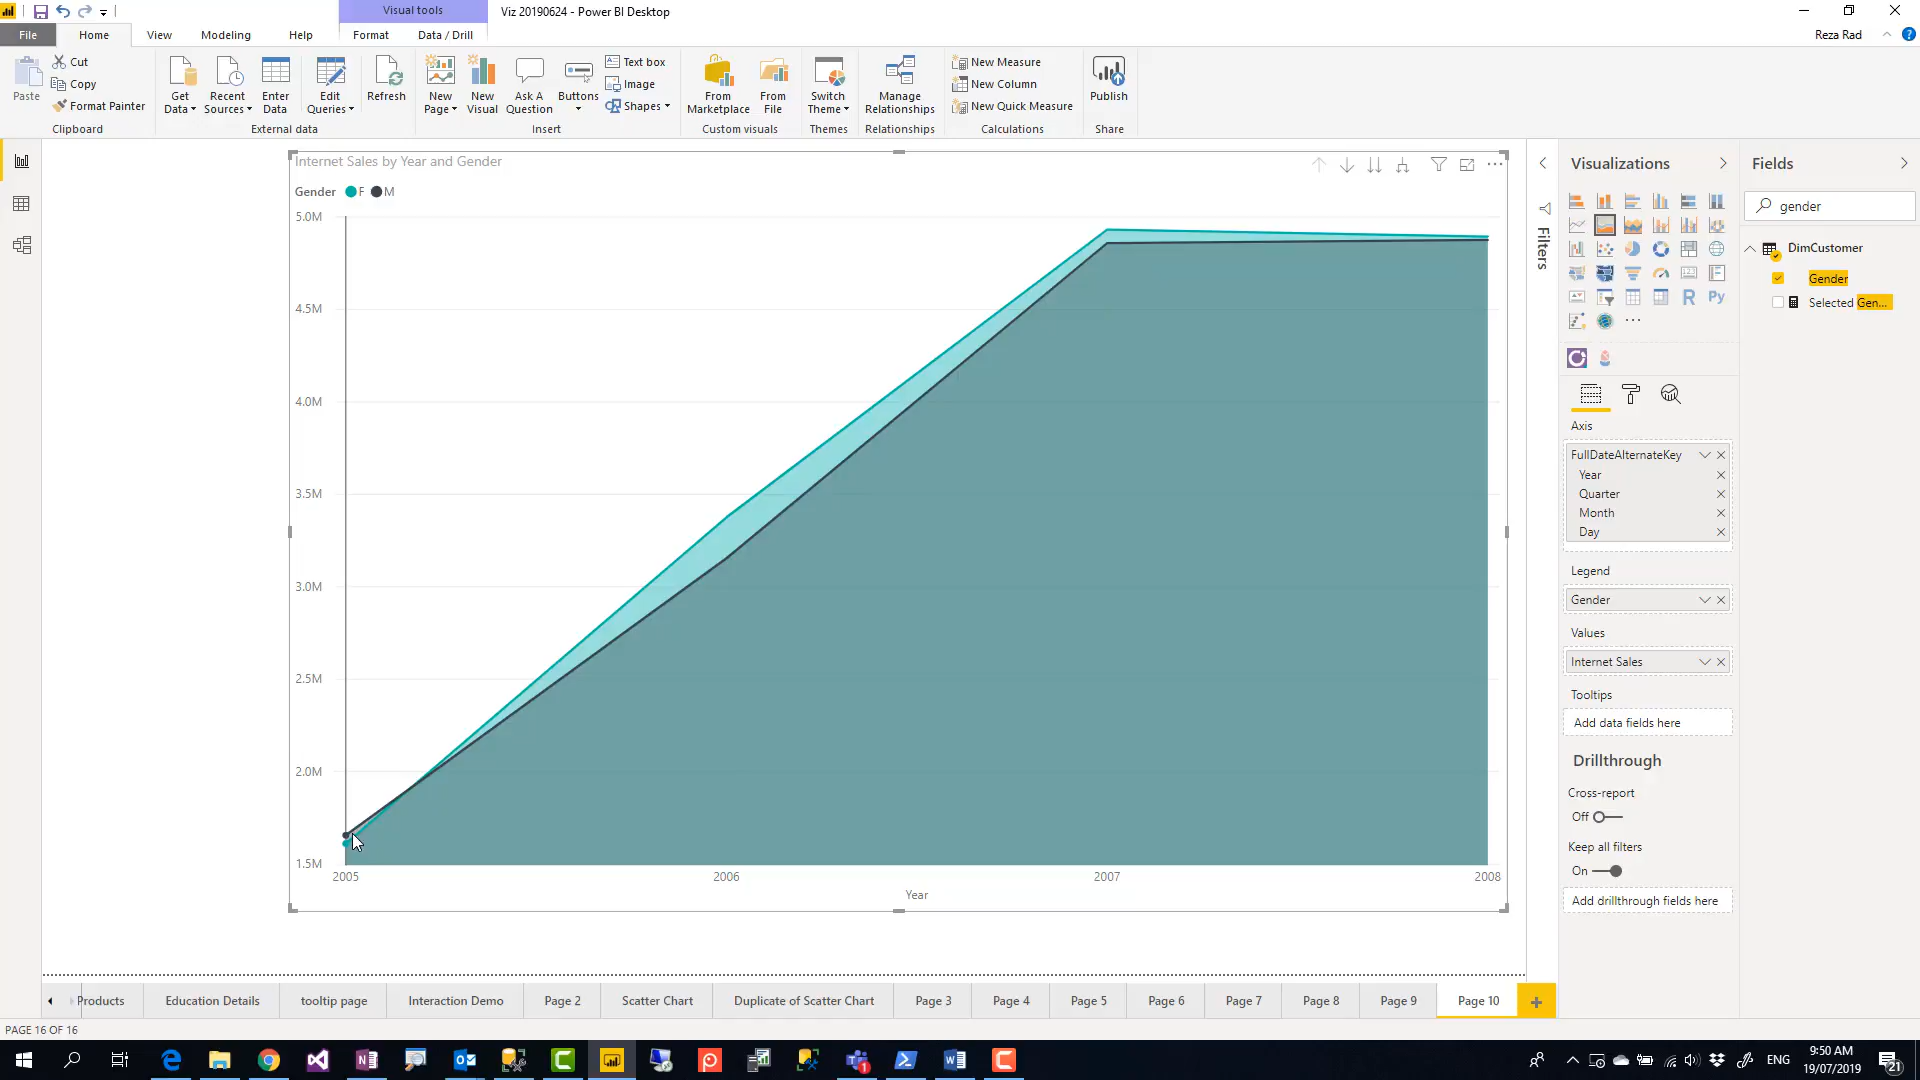 Visual tools
Viz 20190624 - Power BI Desktop
File Home View Modeling Help Format Data / Drill
Reza Rad
Paste
Cut
Copy
Format Painter
Clipboard
Get Data
Recent Sources
Enter Data
Edit Queries
Refresh
External data
New Page
New Visual
Ask A Question
Buttons
Text box
Image
Shapes
Insert
From Marketplace
From File
Custom visuals
Switch Theme
Themes
Manage Relationships
Relationships
New Measure
New Column
New Quick Measure
Calculations
Publish
Share
Internet Sales by Year and Gender
Gender F M
5.0M
4.5M
4.0M
3.5M
3.0M
2.5M
2.0M
1.5M
2005 2006 2007 2008
Year
Filters
Visualizations
R Py
Axis
FullDateAlternateKey
Year
Quarter
Month
Day
Legend
Gender
Values
Internet Sales
Tooltips
Add data fields here
Drillthrough
Cross-report
Off
Keep all filters
On
Add drillthrough fields here
Fields
gender
DimCustomer
Gender
Selected Gen...
Products Education Details tooltip page Interaction Demo Page 2 Scatter Chart Duplicate of Scatter Chart Page 3 Page 4 Page 5 Page 6 Page 7 Page 8 Page 9 Page 10
PAGE 16 OF 16
ENG
9:50 AM
19/07/2019
21